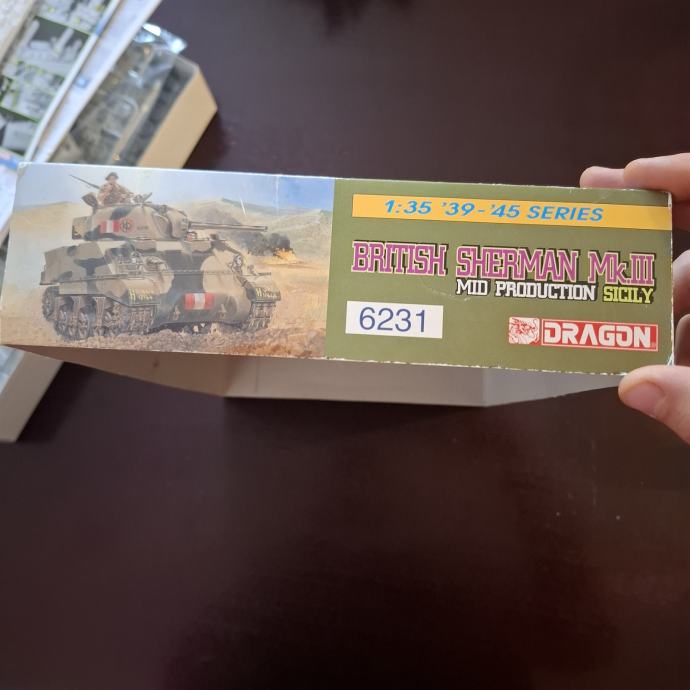 1:35 '39-'45 SERIES
BRITISH SHERMAN Mk.III
MID PRODUCTION SICILY
6231
DRAGON